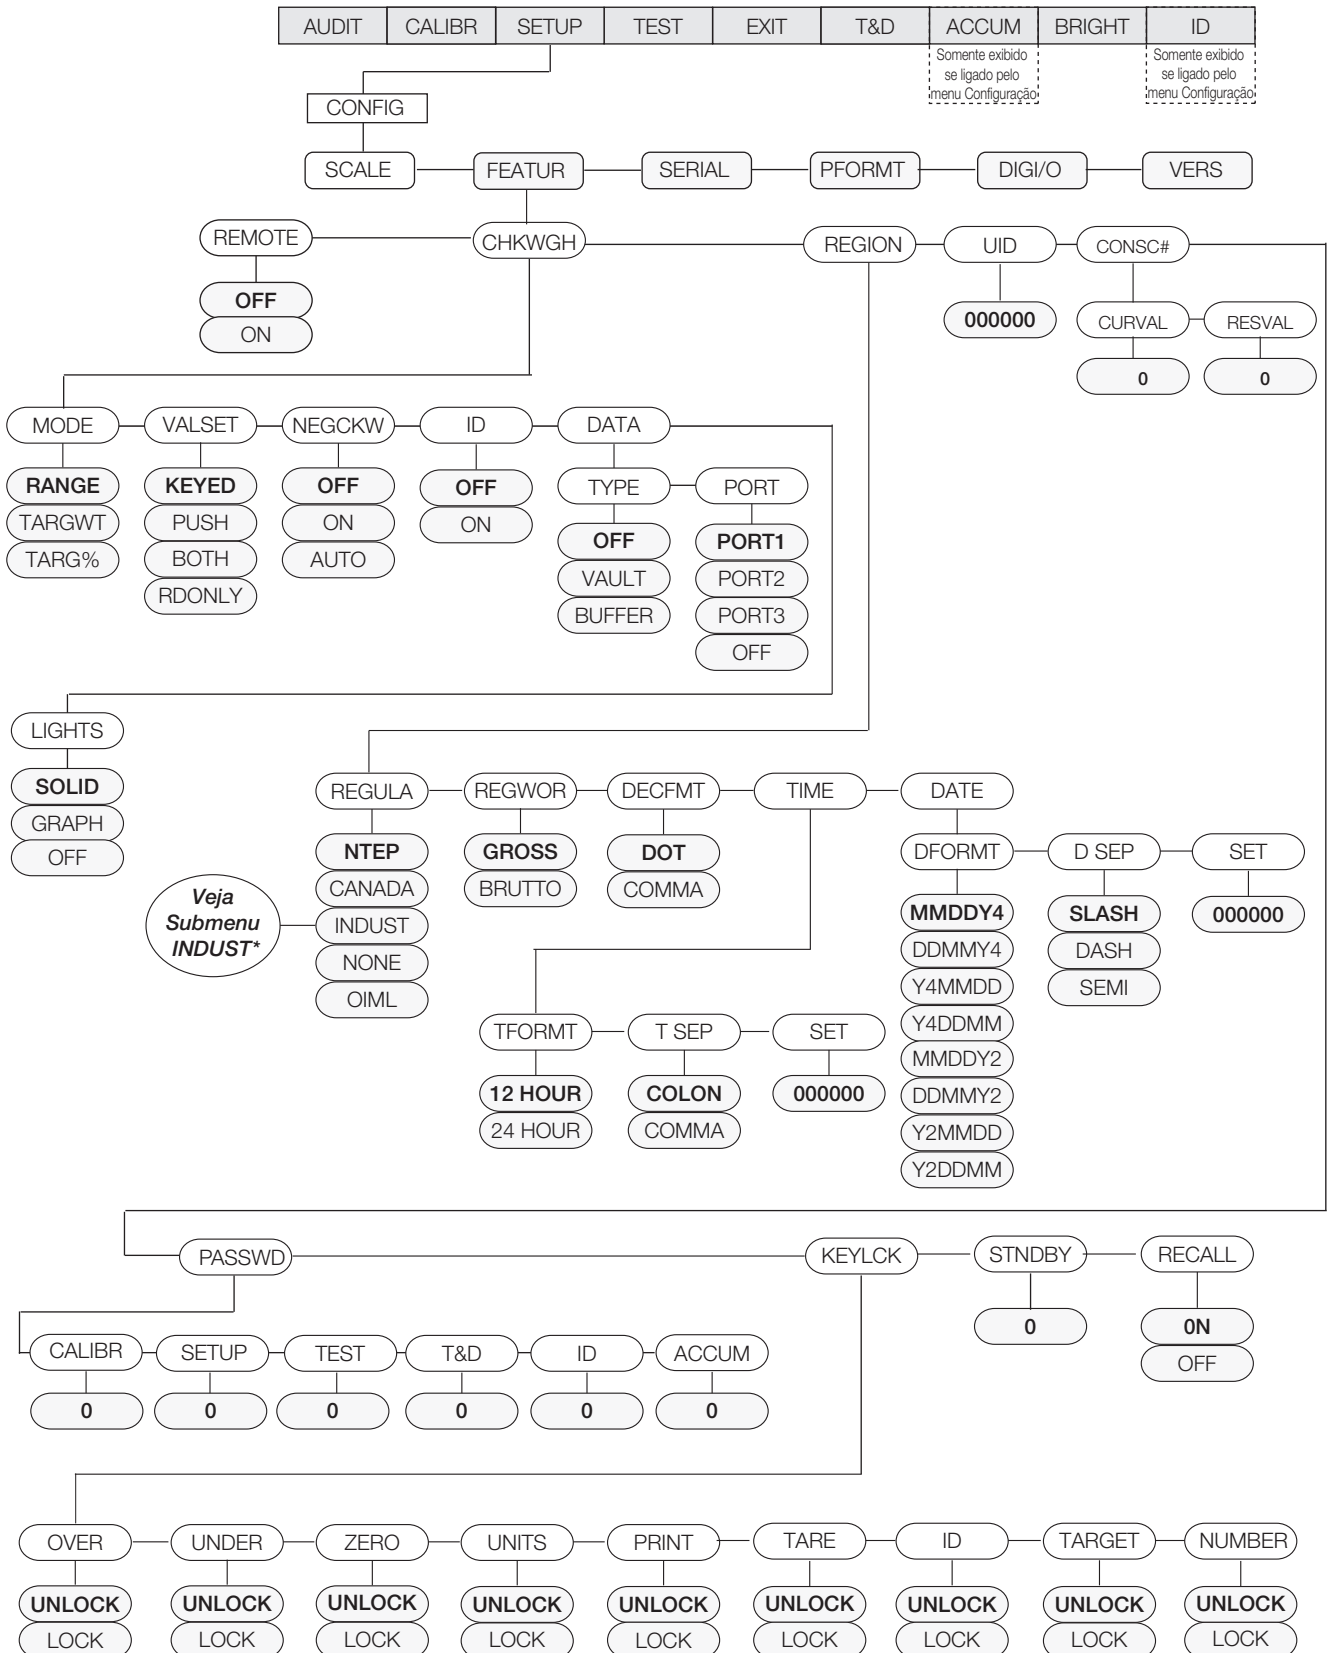 AUDIT CALIBR SETUP TEST EXIT T&D ACCUM BRIGHT ID
Somente exibido
se ligado pelo
menu Configuração
Somente exibido
se ligado pelo
menu Configuração
CONFIG
SCALE FEATUR SERIAL PFORMT DIGI/O VERS
REMOTE CHKWGH REGION UID CONSC#
OFF
ON
000000
CURVAL RESVAL
0 0
MODE VALSET NEGCKW ID DATA
RANGE KEYED OFF OFF TYPE PORT
TARGWT PUSH ON ON OFF PORT1
TARG% BOTH AUTO VAULT PORT2
RDONLY BUFFER PORT3
OFF
LIGHTS
SOLID
GRAPH
OFF
REGULA REGWOR DECFMT TIME DATE
NTEP GROSS DOT DFORMT D SEP SET
CANADA BRUTTO COMMA MMDDY4 SLASH 000000
INDUST DDMMY4 DASH
NONE Y4MMDD SEMI
OIML Y4DDMM
MMDDY2
DDMMY2
Y2MMDD
Y2DDMM
Veja
Submenu
INDUST*
TFORMT T SEP SET
12 HOUR COLON 000000
24 HOUR COMMA
PASSWD KEYLCK STNDBY RECALL
0 0N
OFF
CALIBR SETUP TEST T&D ID ACCUM
0 0 0 0 0 0
OVER UNDER ZERO UNITS PRINT TARE ID TARGET NUMBER
UNLOCK UNLOCK UNLOCK UNLOCK UNLOCK UNLOCK UNLOCK UNLOCK UNLOCK
LOCK LOCK LOCK LOCK LOCK LOCK LOCK LOCK LOCK